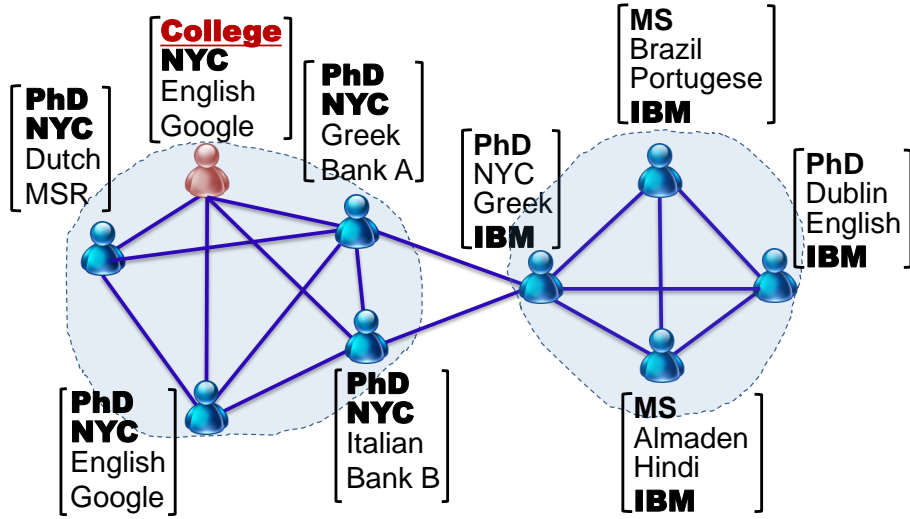 College
NYC
English
Google
PhD
NYC
Dutch
MSR
PhD
NYC
Greek
Bank A
PhD
NYC
Greek
IBM
MS
Brazil
Portugese
IBM
PhD
Dublin
English
IBM
PhD
NYC
English
Google
PhD
NYC
Italian
Bank B
MS
Almaden
Hindi
IBM